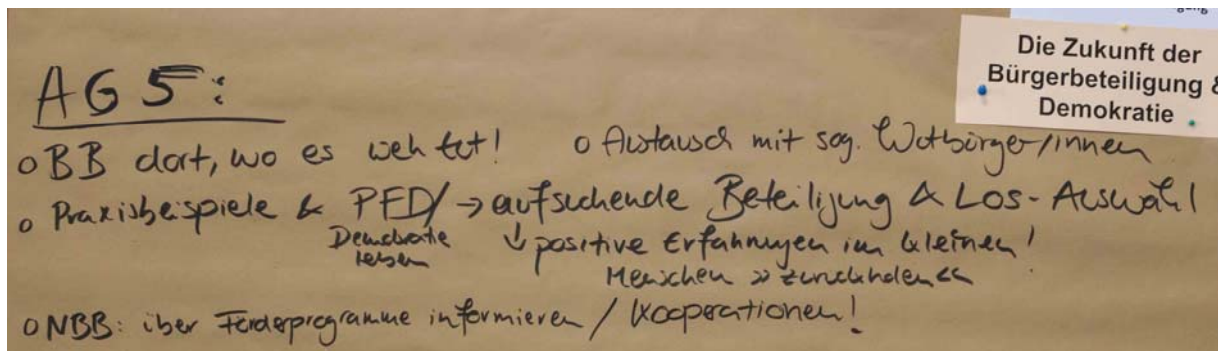 Die Zukunft der
Bürgerbeteiligung &
Demokratie
AG 5:
o BB dort, wo es weh tut! o Austausch mit sog. Wutbürger/innen
o Praxisbeispiele & PFD/ → aufsuchende Beteiligung & Los-Auswahl
Demokratie ↓ positive Erfahrungen im kleinen!
leben
Menschen »zurückholen«
o NBB: über Förderprogramme informieren / Kooperationen!